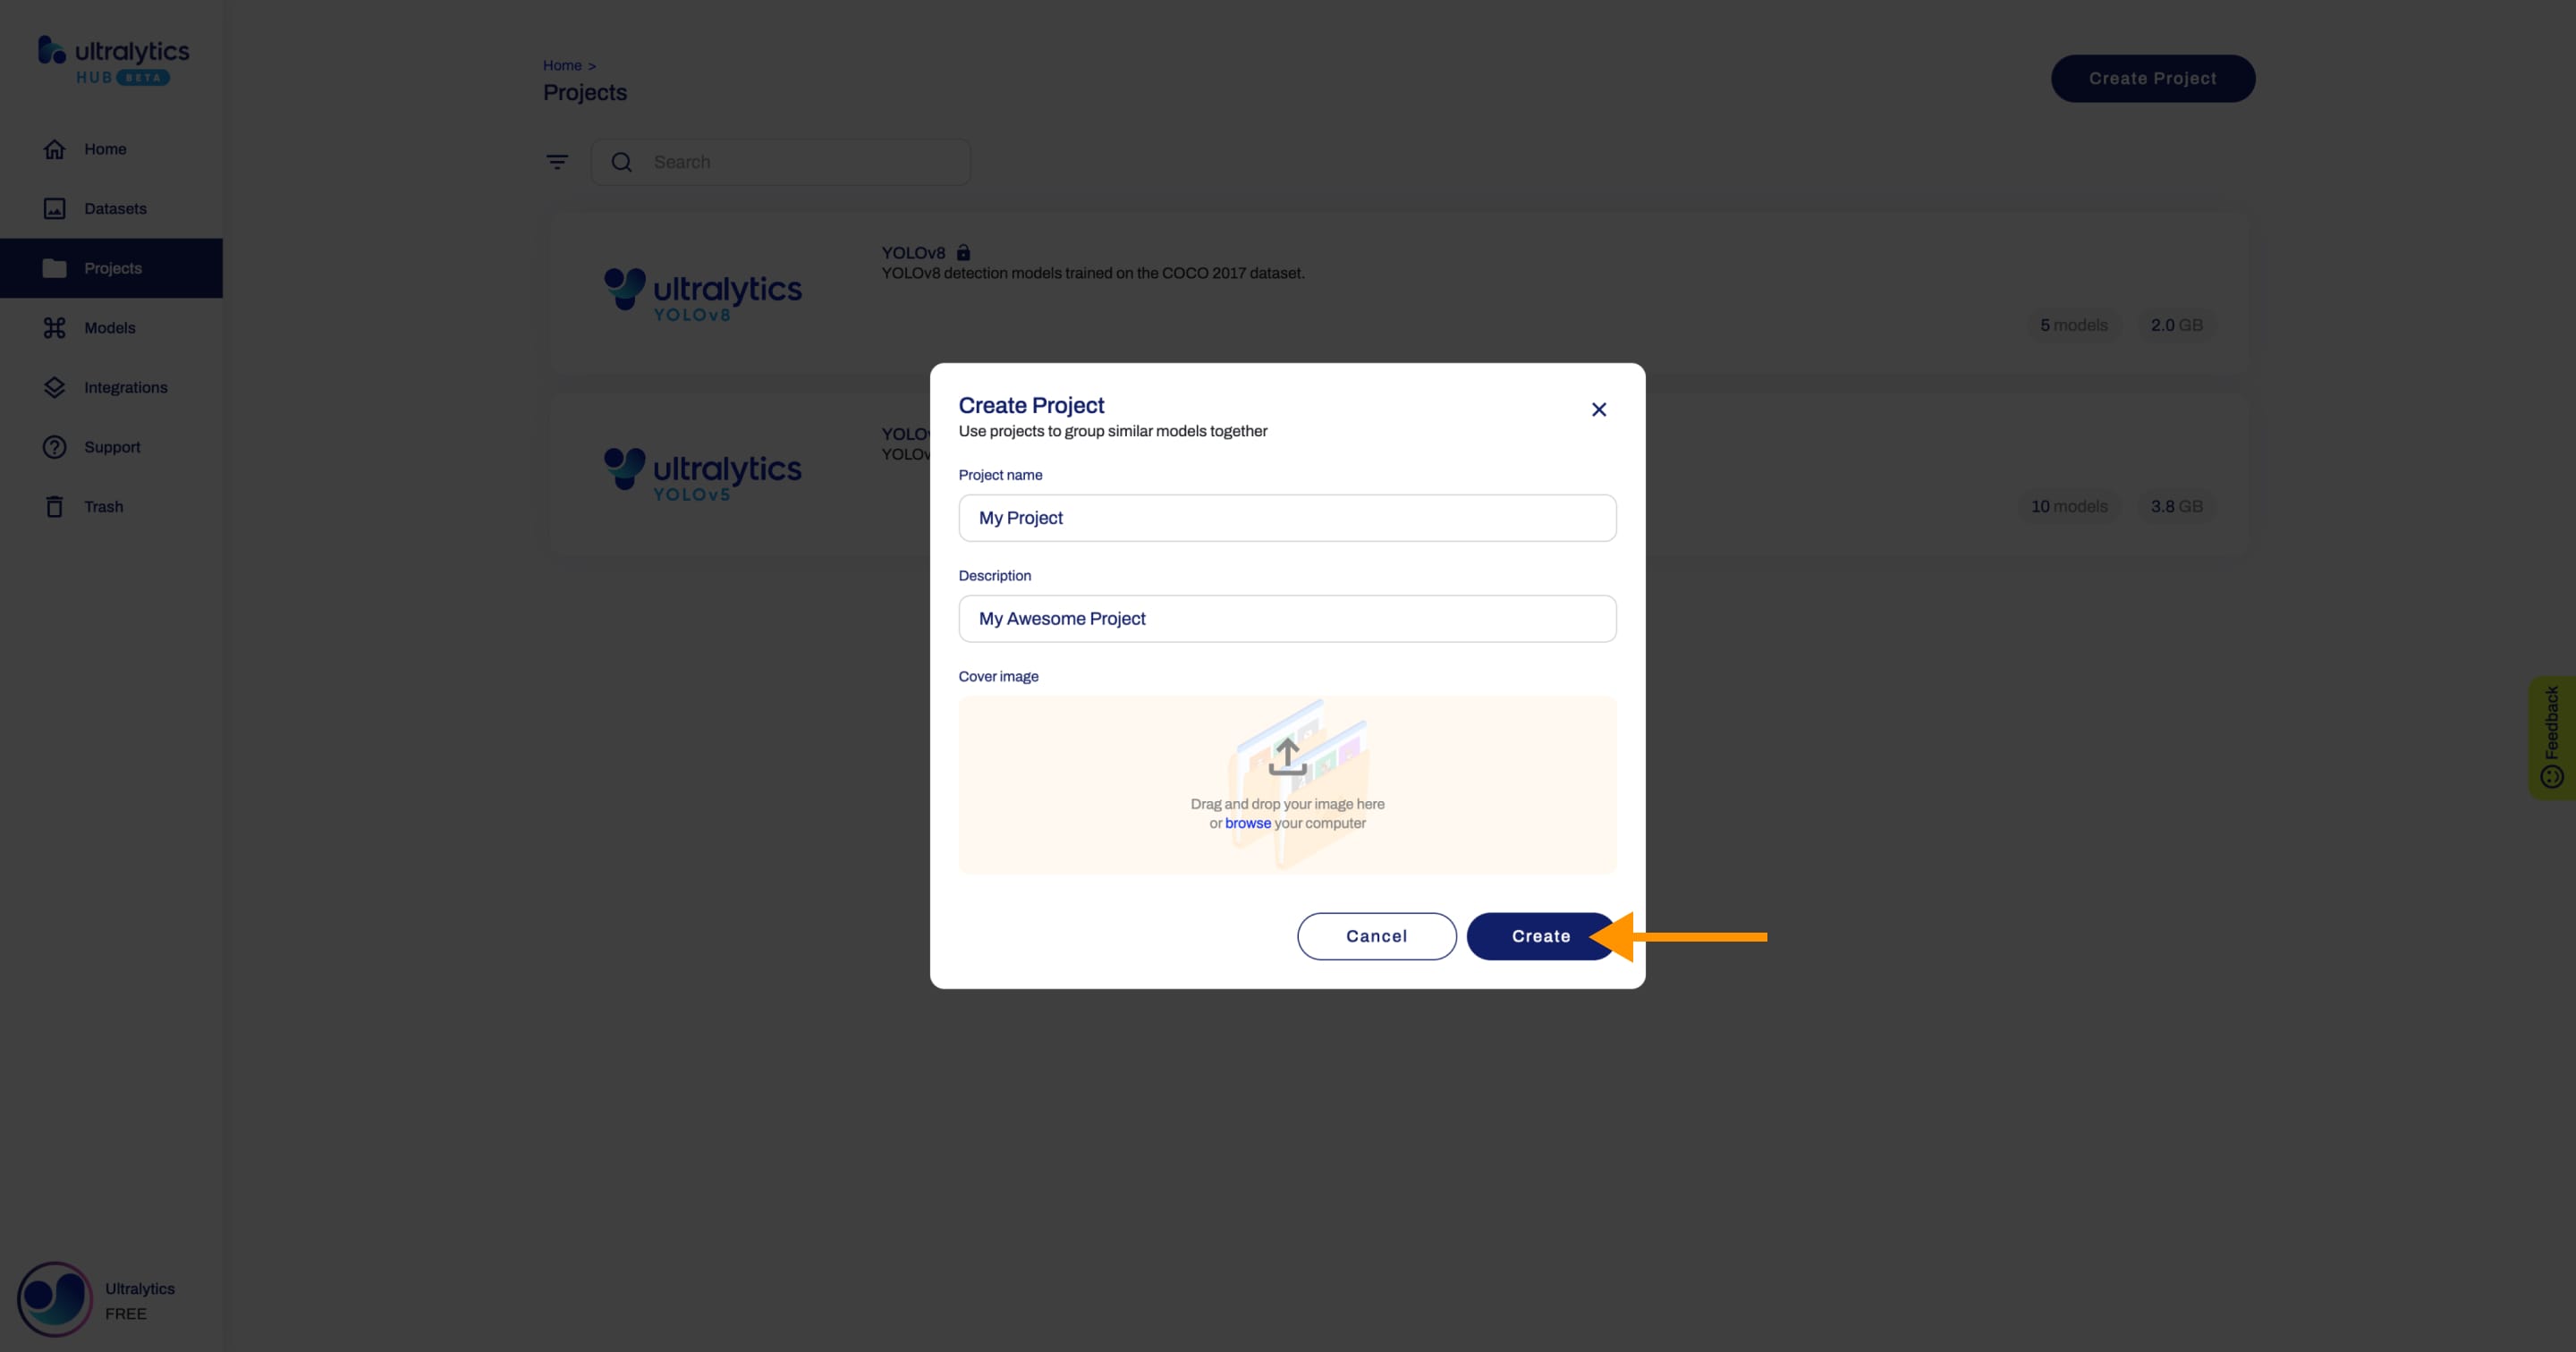 ultralytics
HUB BETA
Home
Datasets
Projects
Models
Integrations
Support
Trash
Ultralytics
FREE
Home >
Projects
Create Project
Search
ultralytics
YOLOv8
YOLOv8
YOLOv8 detection models trained on the COCO 2017 dataset.
5 models 2.0 GB
ultralytics
YOLOv5
10 models 3.8 GB
Create Project
Use projects to group similar models together
Project name
My Project
Description
My Awesome Project
Cover image
Drag and drop your image here
or browse your computer
Cancel
Create
Feedback